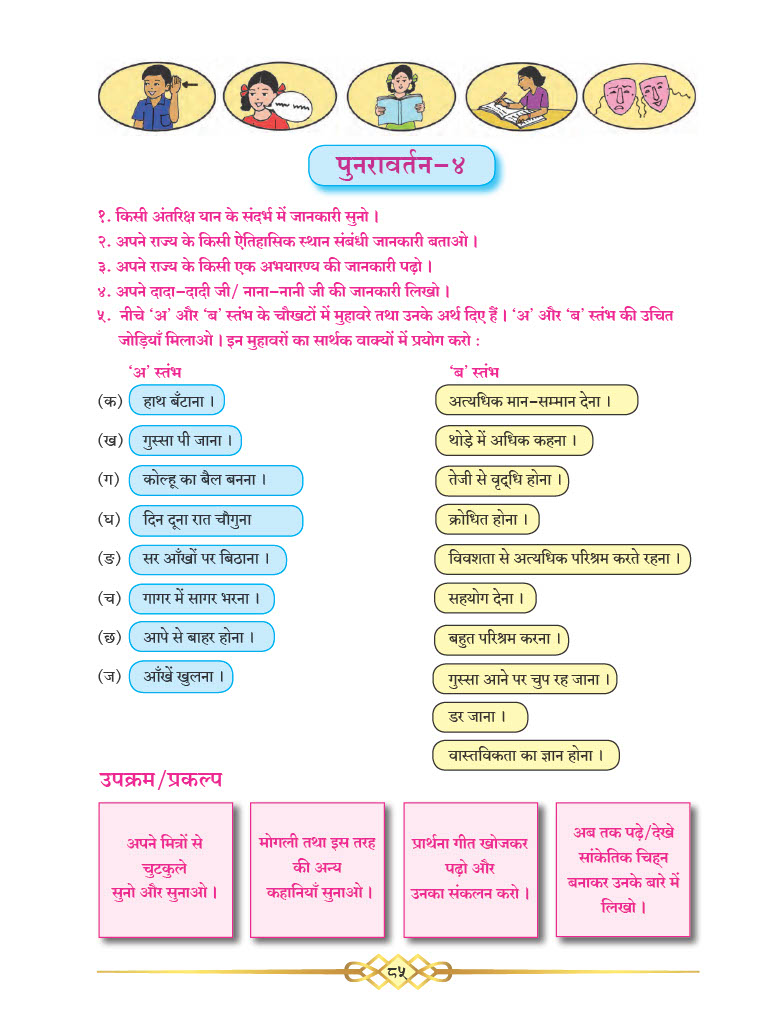 पुनरावर्तन-४
१. किसी अंतरिक्ष यान के संदर्भ में जानकारी सुनो ।
२. अपने राज्य के किसी ऐतिहासिक स्थान संबंधी जानकारी बताओ ।
३. अपने राज्य के किसी एक अभयारण्य की जानकारी पढ़ो ।
४. अपने दादा-दादी जी/ नाना-नानी जी की जानकारी लिखो ।
५. नीचे ‘अ’ और ‘ब’ स्तंभ के चौखटों में मुहावरे तथा उनके अर्थ दिए हैं । ‘अ’ और ‘ब’ स्तंभ की उचित
जोड़ियाँ मिलाओ । इन मुहावरों का सार्थक वाक्यों में प्रयोग करो :
‘अ’ स्तंभ
‘ब’ स्तंभ
(क) हाथ बँटाना ।
अत्यधिक मान-सम्मान देना ।
(ख) गुस्सा पी जाना ।
थोड़े में अधिक कहना ।
(ग) कोल्हू का बैल बनना ।
तेजी से वृद्‌धि होना ।
(घ) दिन दूना रात चौगुना
क्रोधित होना ।
(ङ) सर आँखों पर बिठाना ।
विवशता से अत्यधिक परिश्रम करते रहना ।
(च) गागर में सागर भरना ।
सहयोग देना ।
(छ) आपे से बाहर होना ।
बहुत परिश्रम करना ।
(ज) आँखें खुलना ।
गुस्सा आने पर चुप रह जाना ।
डर जाना ।
वास्तविकता का ज्ञान होना ।
उपक्रम/प्रकल्प
अपने मित्रों से
चुटकुले
सुनो और सुनाओ ।
मोगली तथा इस तरह
की अन्य
कहानियाँ सुनाओ ।
प्रार्थना गीत खोजकर
पढ़ो और
उनका संकलन करो ।
अब तक पढ़े/देखे
सांकेतिक चिह्‌न
बनाकर उनके बारे में
लिखो ।
८५